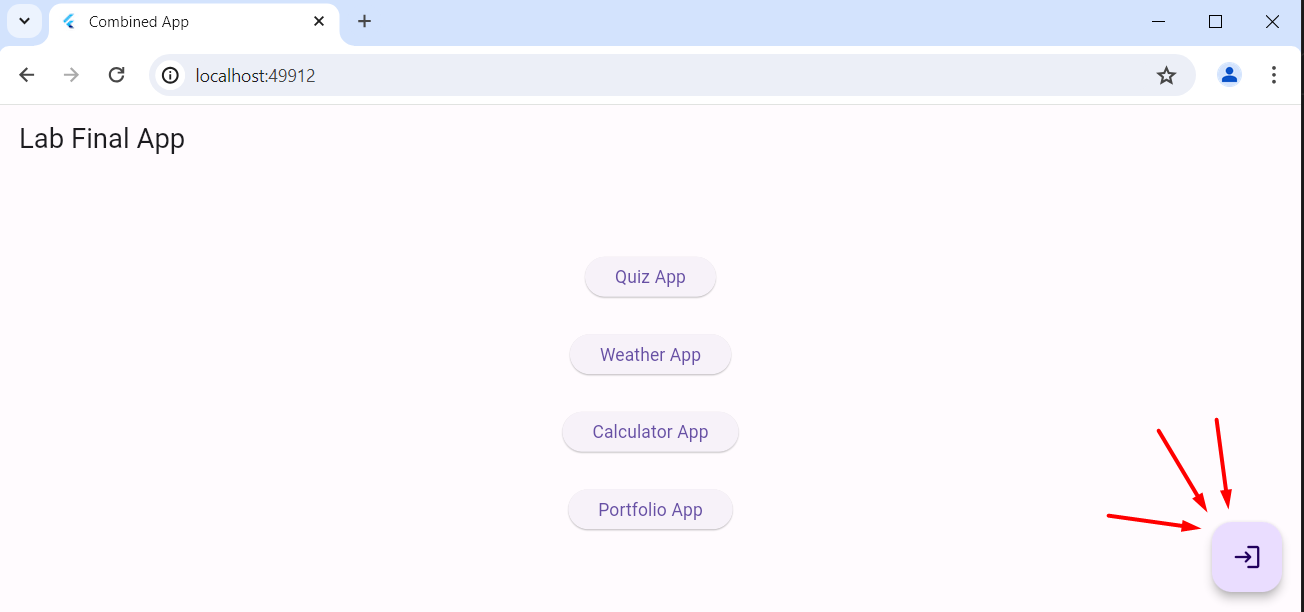 Combined App
localhost:49912
Lab Final App
Quiz App
Weather App
Calculator App
Portfolio App